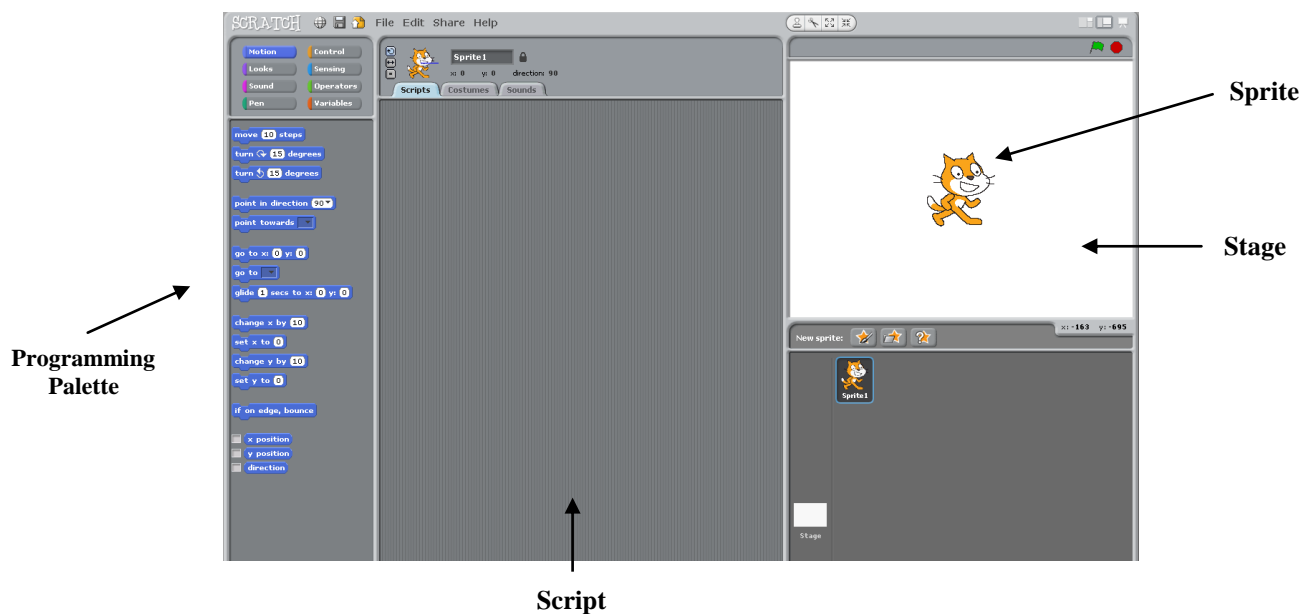 SCRATCH File Edit Share Help
Motion Control
Looks Sensing
Sound Operators
Pen Variables
Sprite1
x: 0 y: 0 direction: 90
Scripts Costumes Sounds
move 10 steps
turn 15 degrees
turn 15 degrees
point in direction 90
point towards
go to x: 0 y: 0
go to
glide 1 secs to x: 0 y: 0
change x by 10
set x to 0
change y by 10
set y to 0
if on edge, bounce
x position
y position
direction
x: -163 y: -695
New sprite:
Sprite1
Stage
Sprite
Stage
Programming
Palette
Script